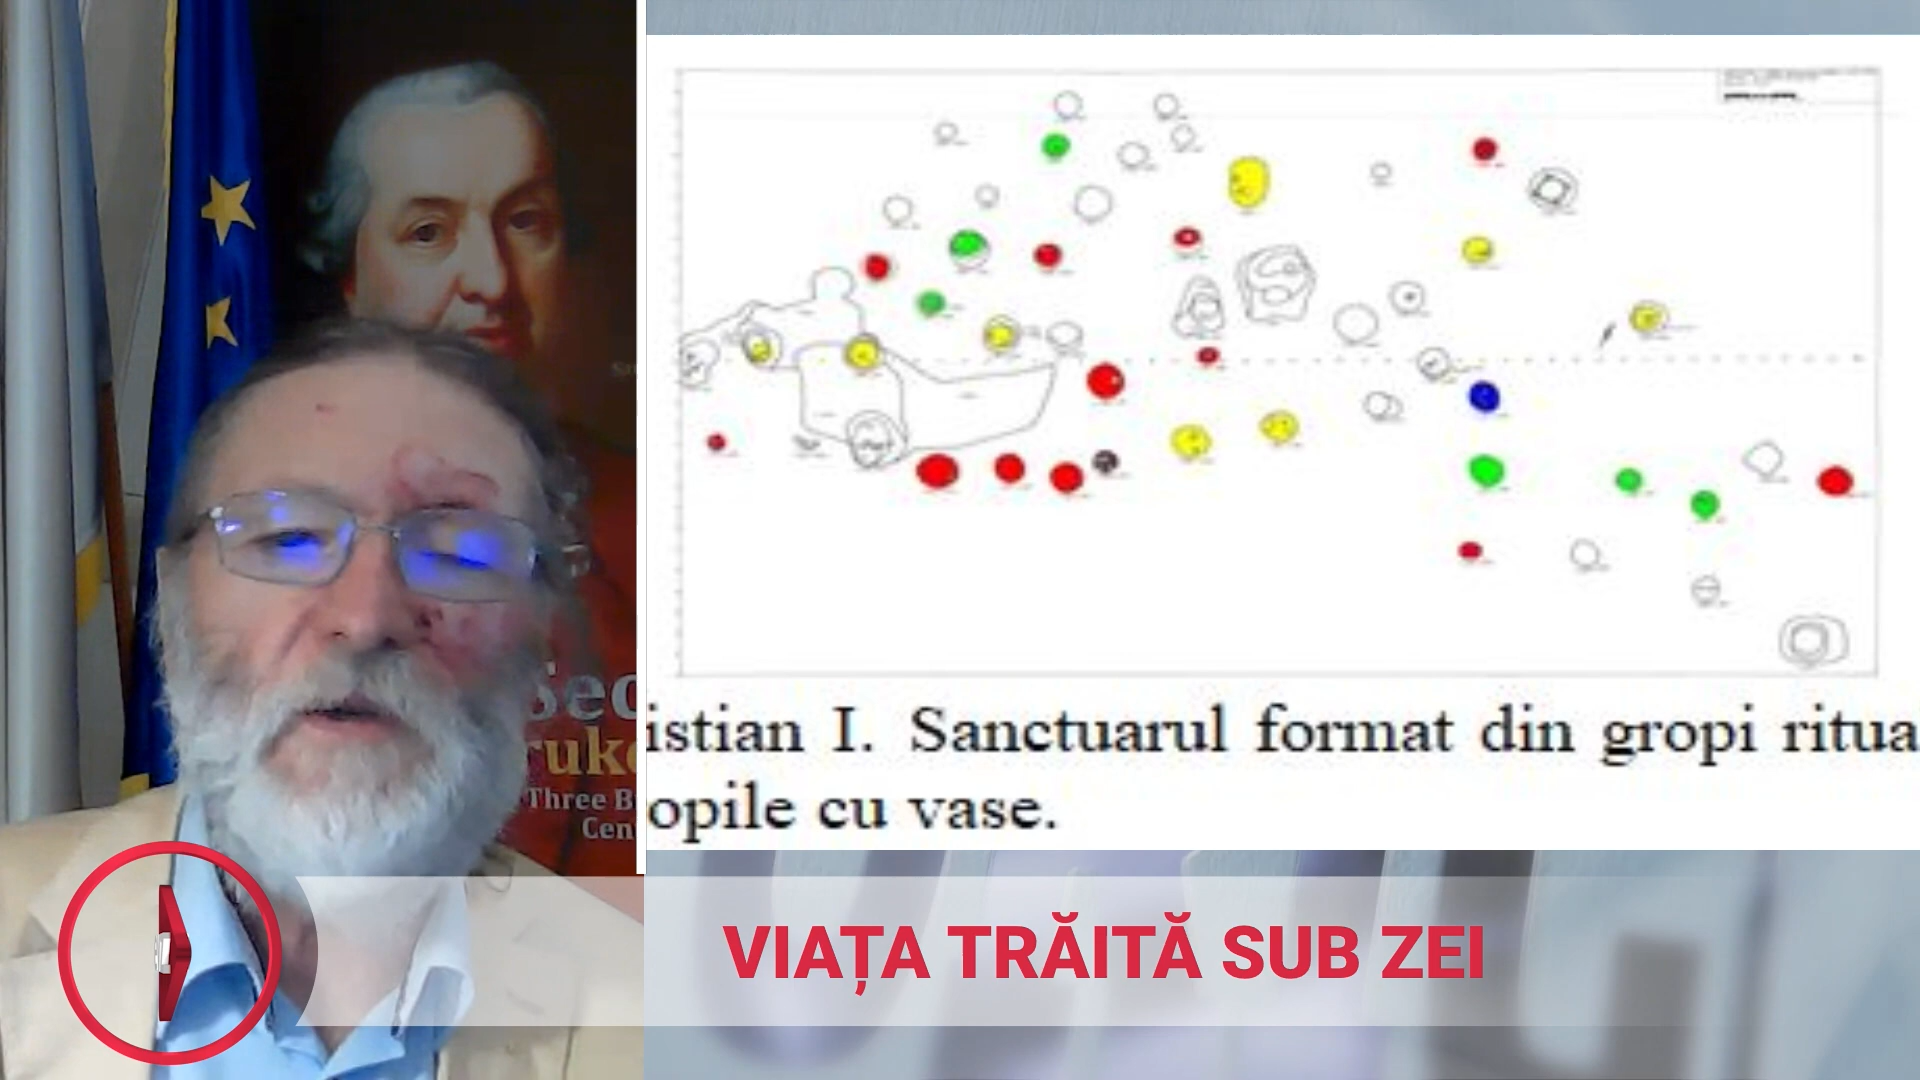 istian I. Sanctuarul format din gropi ritua
opile cu vase.
Three B
Cen
VIAȚA TRĂITĂ SUB ZEI